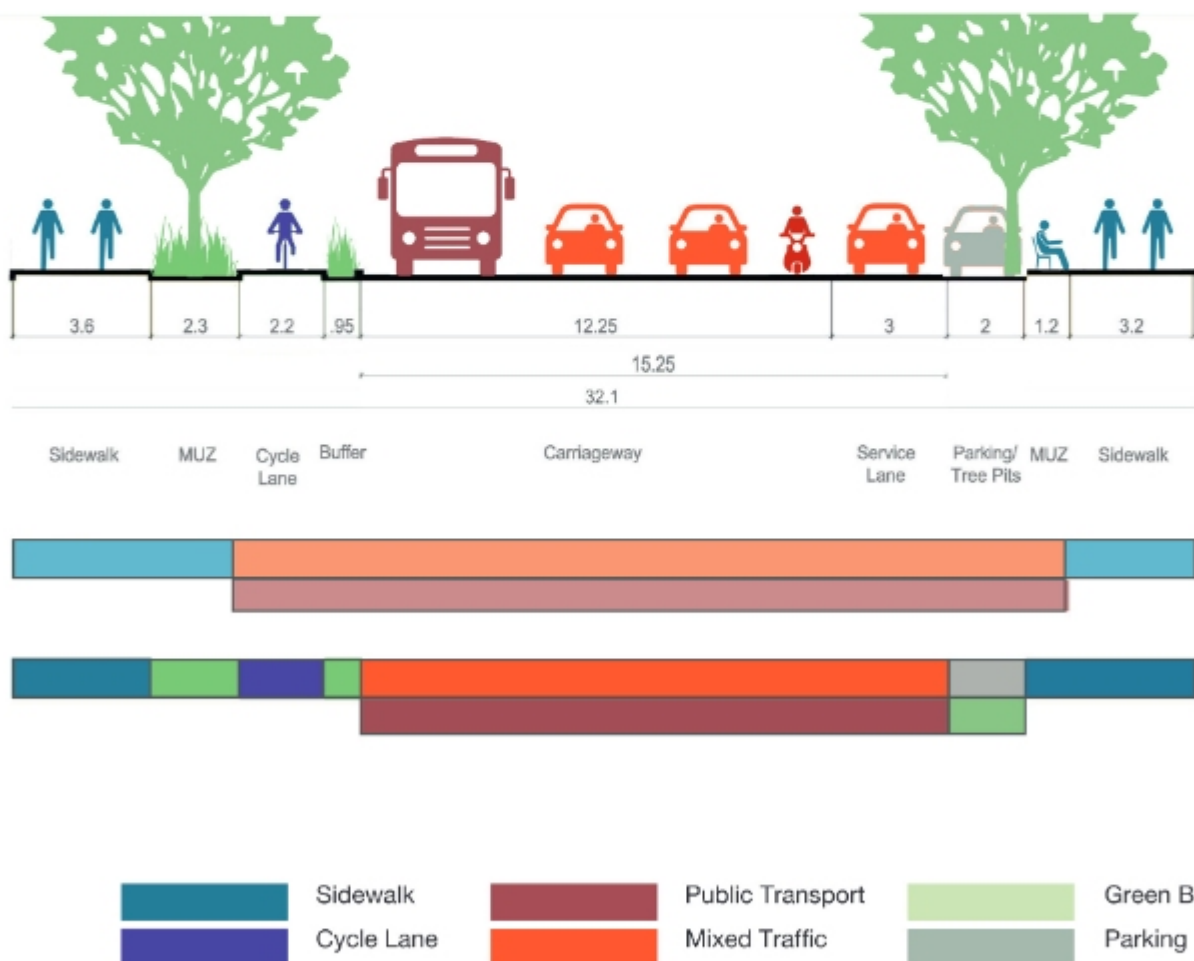 3.6 2.3 2.2 .95 12.25 3 2 1.2 3.2
15.25
32.1
Sidewalk MUZ Cycle Lane Buffer Carriageway Service Lane Parking/ Tree Pits MUZ Sidewalk
Sidewalk Public Transport Green B
Cycle Lane Mixed Traffic Parking